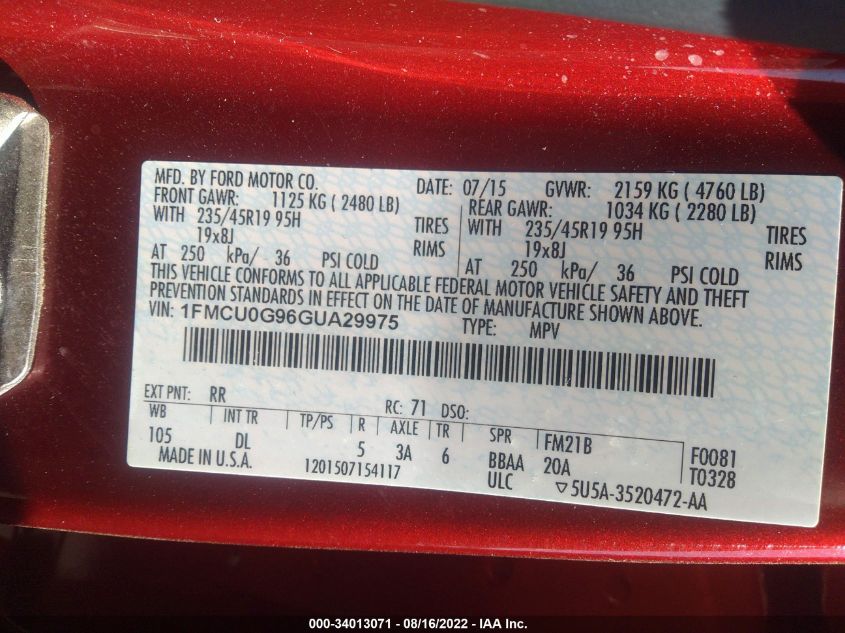 MFD. BY FORD MOTOR CO. DATE: 07/15 GVWR: 2159 KG ( 4760 LB)
FRONT GAWR: 1125 KG ( 2480 LB) REAR GAWR: 1034 KG ( 2280 LB)
WITH 235/45R19 95H TIRES WITH 235/45R19 95H TIRES
19x8J RIMS 19x8J RIMS
AT 250 kPa/ 36 PSI COLD AT 250 kPa/ 36 PSI COLD
THIS VEHICLE CONFORMS TO ALL APPLICABLE FEDERAL MOTOR VEHICLE SAFETY AND THEFT
PREVENTION STANDARDS IN EFFECT ON THE DATE OF MANUFACTURE SHOWN ABOVE.
VIN: 1FMCU0G96GUA29975 TYPE: MPV
EXT PNT: RR RC: 71 DSO:
WB INT TR TP/PS R AXLE TR SPR FM21B F0081
105 DL 5 3A 6 BBAA 20A T0328
MADE IN U.S.A. 1201507154117 ULC ▽5U5A-3520472-AA
000-34013071 - 08/16/2022 - IAA Inc.